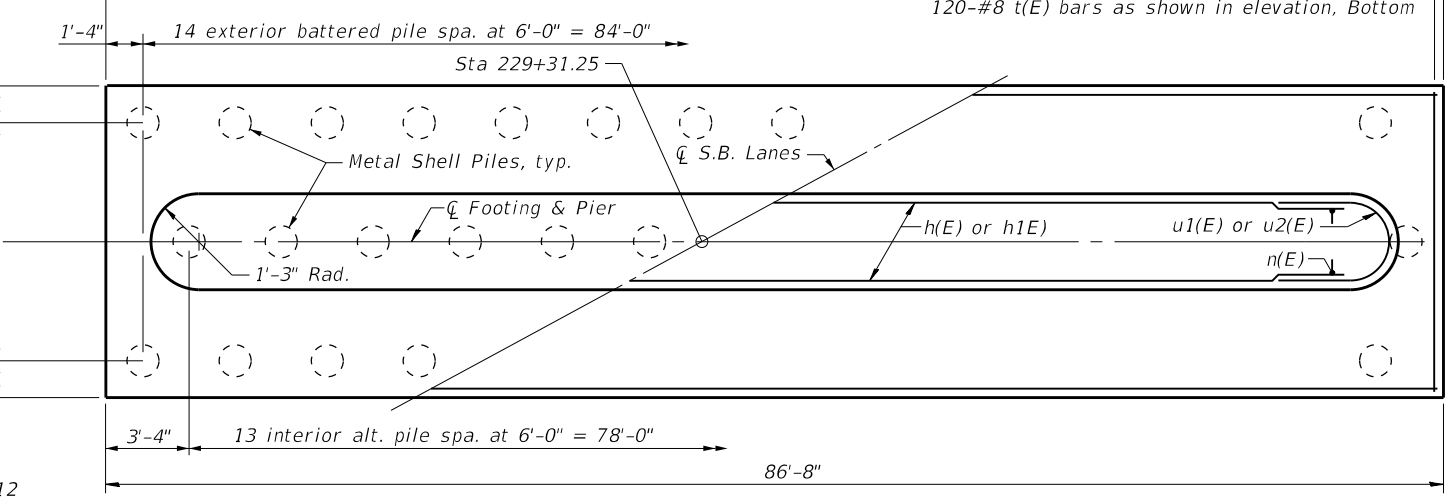 120-#8 t(E) bars as shown in elevation, Bottom
1'-4"
14 exterior battered pile spa. at 6'-0" = 84'-0"
Sta 229+31.25
℄ S.B. Lanes
Metal Shell Piles, typ.
℄ Footing & Pier
h(E) or h1E)
u1(E) or u2(E)
n(E)
1'-3" Rad.
3'-4"
13 interior alt. pile spa. at 6'-0" = 78'-0"
86'-8"
12